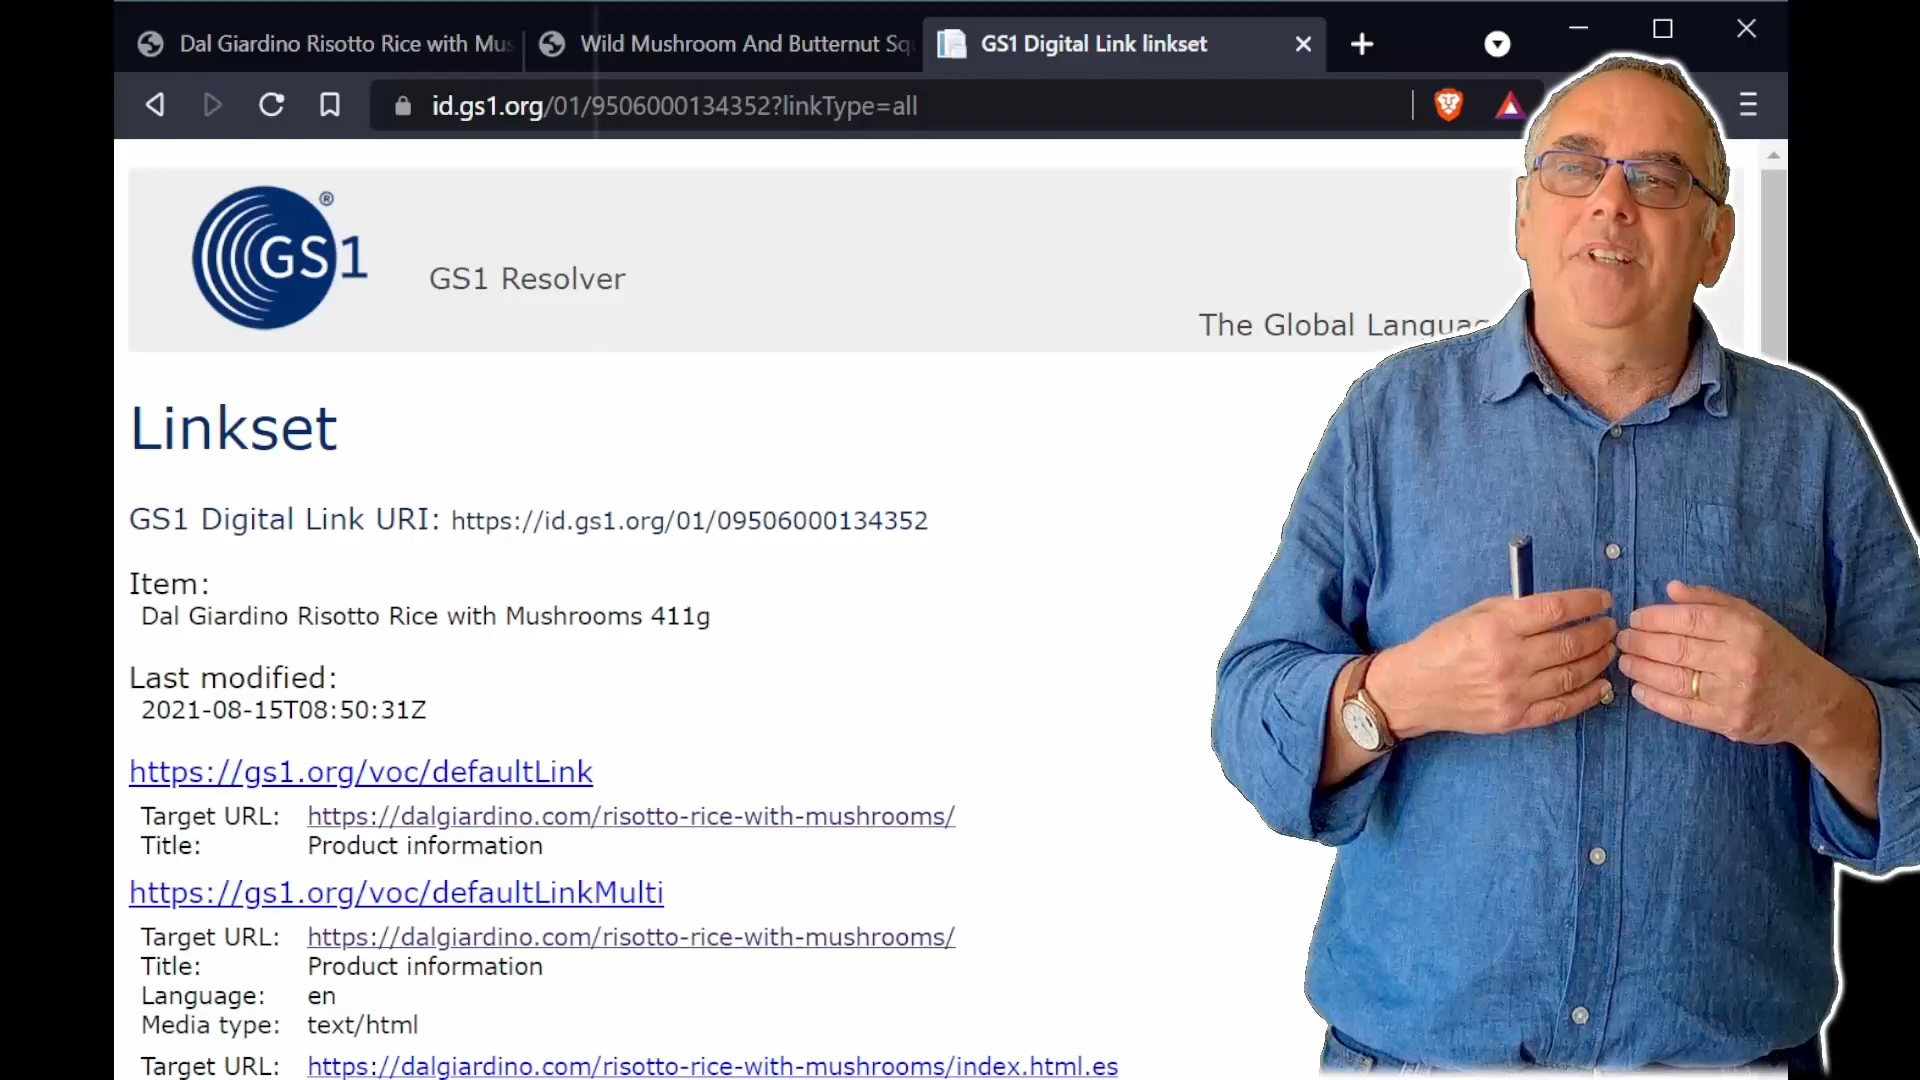 Dal Giardino Risotto Rice with Mus
Wild Mushroom And Butternut Squ
GS1 Digital Link linkset
id.gs1.org/01/9506000134352?linkType=all
GS1
®
GS1 Resolver
The Global Languag
Linkset
GS1 Digital Link URI: https://id.gs1.org/01/09506000134352
Item:
Dal Giardino Risotto Rice with Mushrooms 411g
Last modified:
2021-08-15T08:50:31Z
https://gs1.org/voc/defaultLink
Target URL: https://dalgiardino.com/risotto-rice-with-mushrooms/
Title: Product information
https://gs1.org/voc/defaultLinkMulti
Target URL: https://dalgiardino.com/risotto-rice-with-mushrooms/
Title: Product information
Language: en
Media type: text/html
Target URL: https://dalgiardino.com/risotto-rice-with-mushrooms/index.html.es